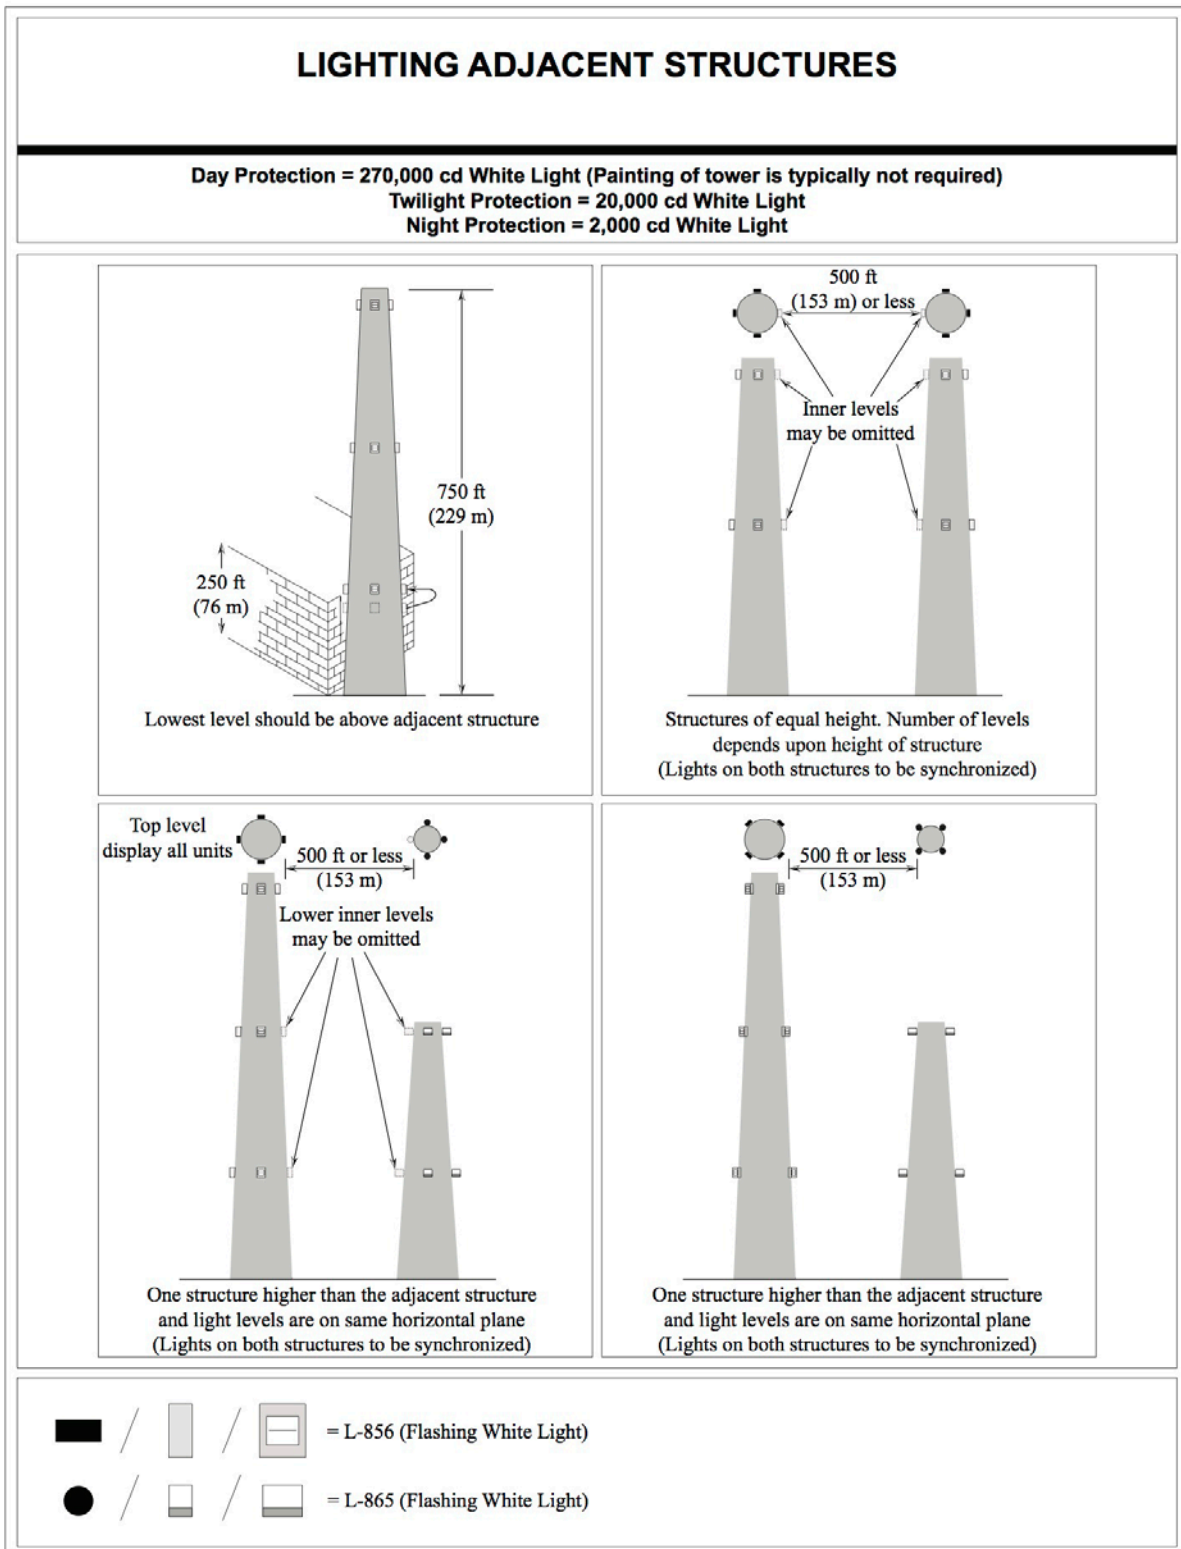 LIGHTING ADJACENT STRUCTURES
Day Protection = 270,000 cd White Light (Painting of tower is typically not required)
Twilight Protection = 20,000 cd White Light
Night Protection = 2,000 cd White Light
750 ft
(229 m)
250 ft
(76 m)
Lowest level should be above adjacent structure
500 ft
(153 m) or less
Inner levels
may be omitted
Structures of equal height. Number of levels
depends upon height of structure
(Lights on both structures to be synchronized)
Top level
display all units
500 ft or less
(153 m)
Lower inner levels
may be omitted
One structure higher than the adjacent structure
and light levels are on same horizontal plane
(Lights on both structures to be synchronized)
500 ft or less
(153 m)
One structure higher than the adjacent structure
and light levels are on same horizontal plane
(Lights on both structures to be synchronized)
= L-856 (Flashing White Light)
= L-865 (Flashing White Light)